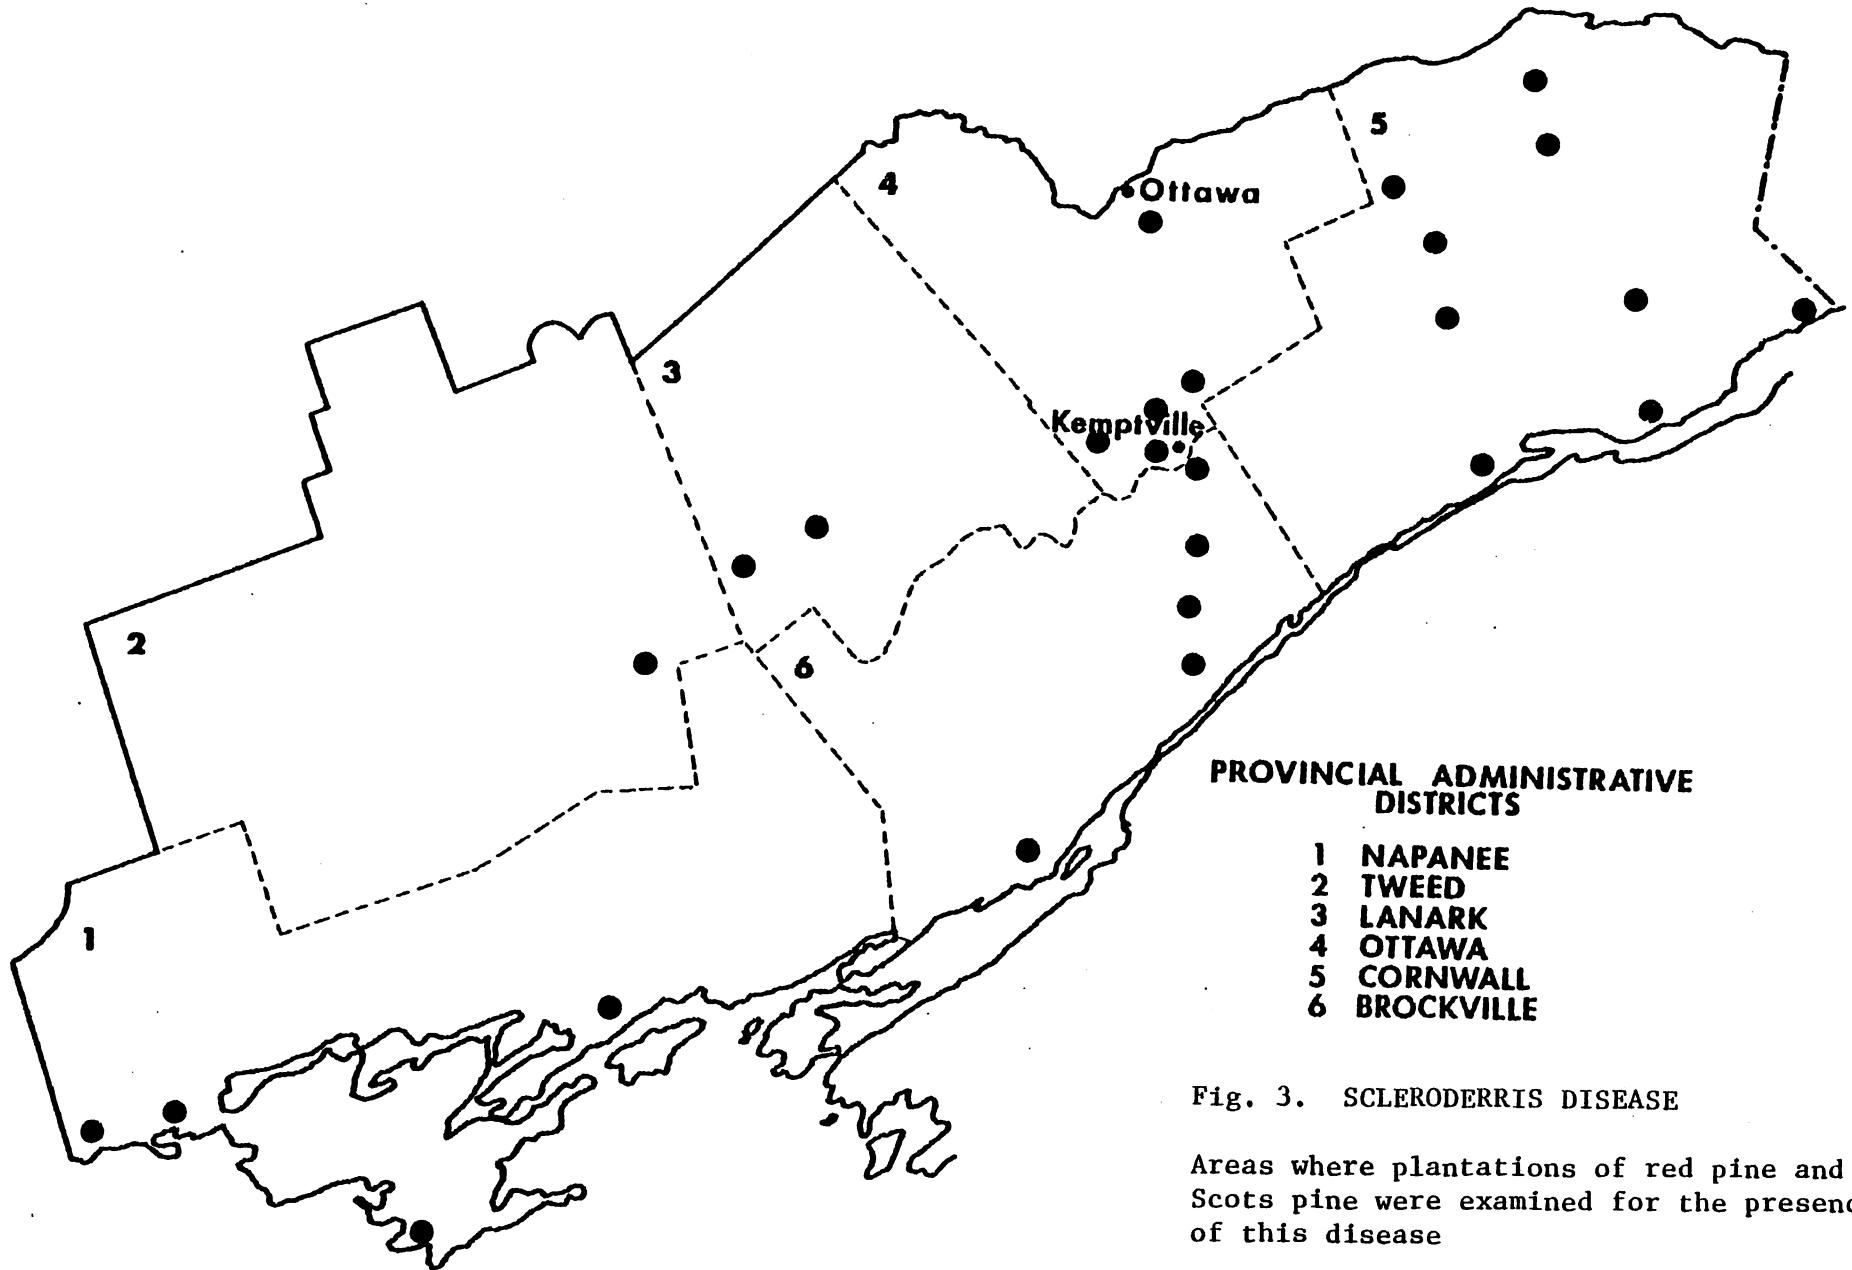 5
4
Ottawa
3
Kemptville
2
6
PROVINCIAL ADMINISTRATIVE
DISTRICTS
1 NAPANEE
2 TWEED
3 LANARK
4 OTTAWA
5 CORNWALL
6 BROCKVILLE
1
Fig. 3. SCLERODERRIS DISEASE
Areas where plantations of red pine and
Scots pine were examined for the presenc
of this disease